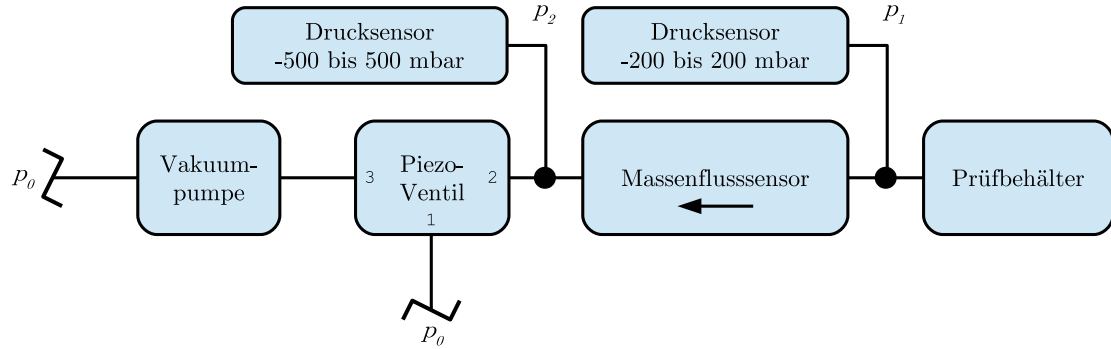 Drucksensor
-500 bis 500 mbar
p₂
Drucksensor
-200 bis 200 mbar
p₁
p₀
Vakuum-
pumpe
3
Piezo-
Ventil
2
1
Massenflusssensor
Prüfbehälter
p₀